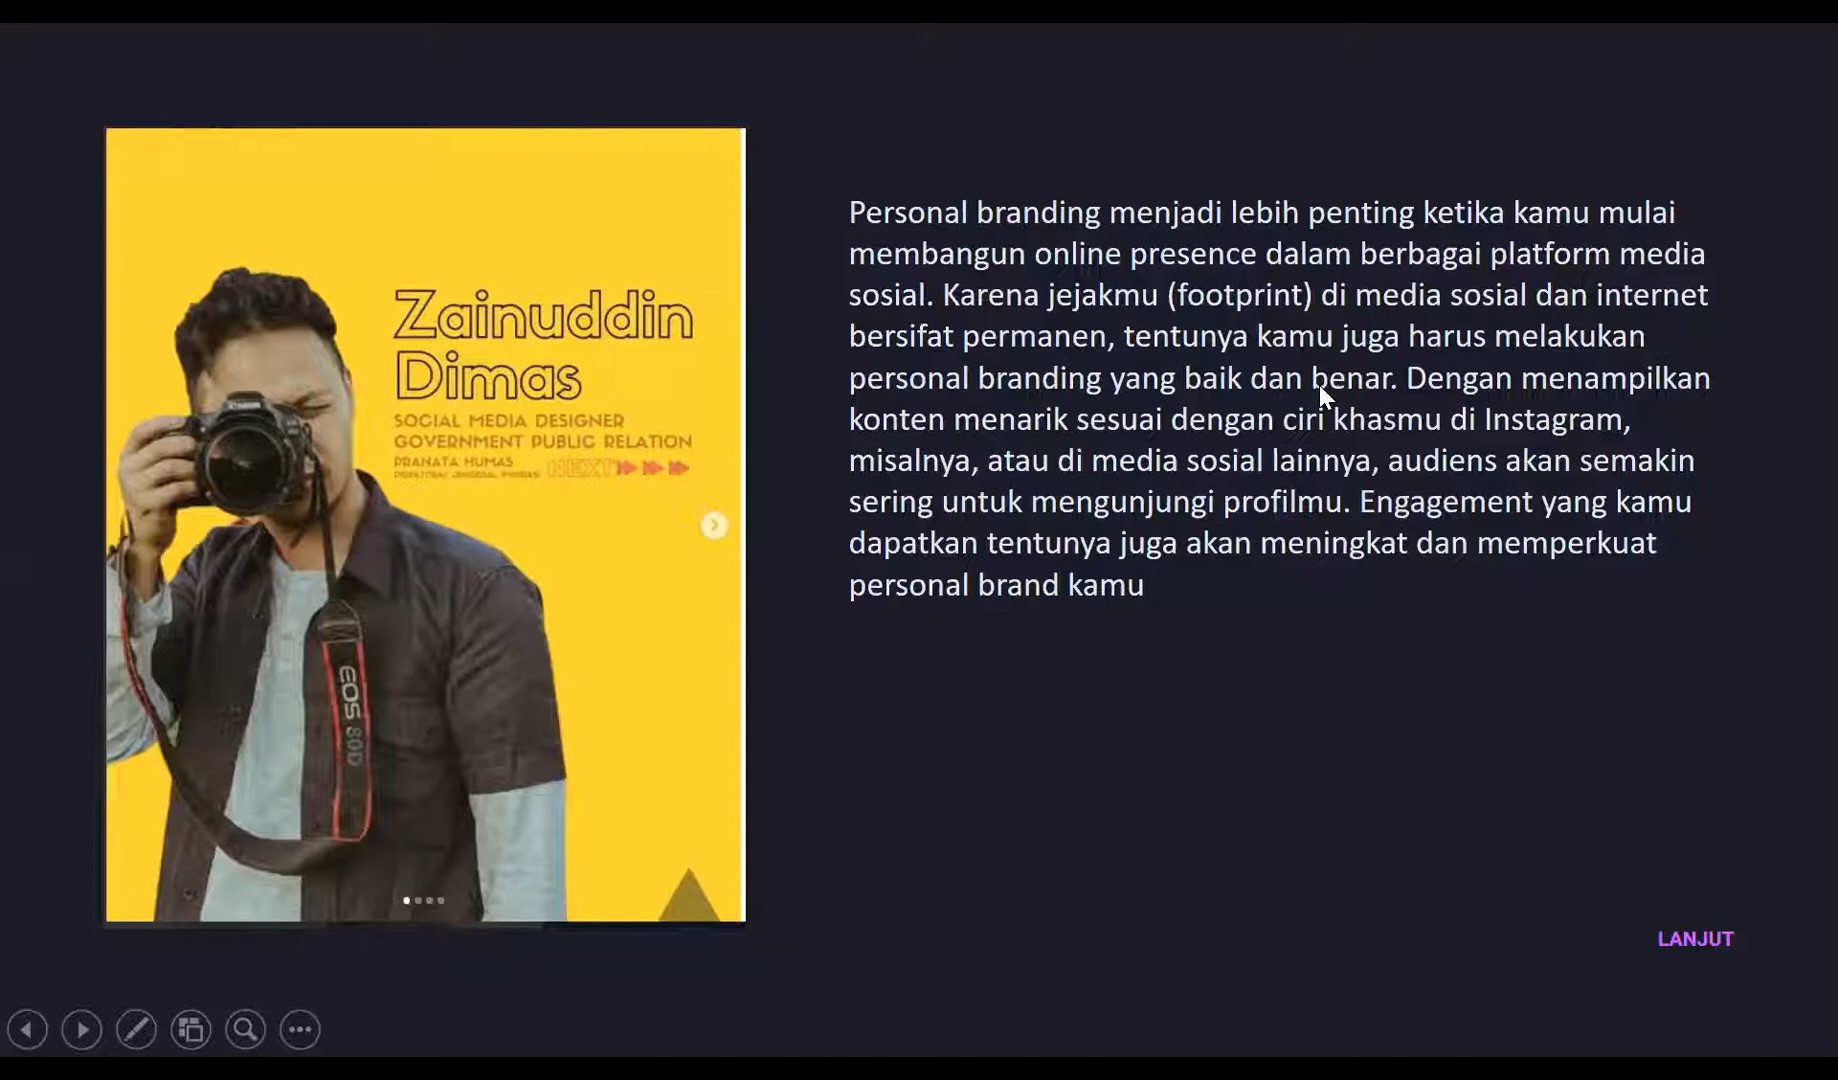 Zainuddin
Dimas
SOCIAL MEDIA DESIGNER
GOVERNMENT PUBLIC RELATION
PRANATA HUMAS
NEXT
EOS 80D
Personal branding menjadi lebih penting ketika kamu mulai
membangun online presence dalam berbagai platform media
sosial. Karena jejakmu (footprint) di media sosial dan internet
bersifat permanen, tentunya kamu juga harus melakukan
personal branding yang baik dan benar. Dengan menampilkan
konten menarik sesuai dengan ciri khasmu di Instagram,
misalnya, atau di media sosial lainnya, audiens akan semakin
sering untuk mengunjungi profilmu. Engagement yang kamu
dapatkan tentunya juga akan meningkat dan memperkuat
personal brand kamu
LANJUT